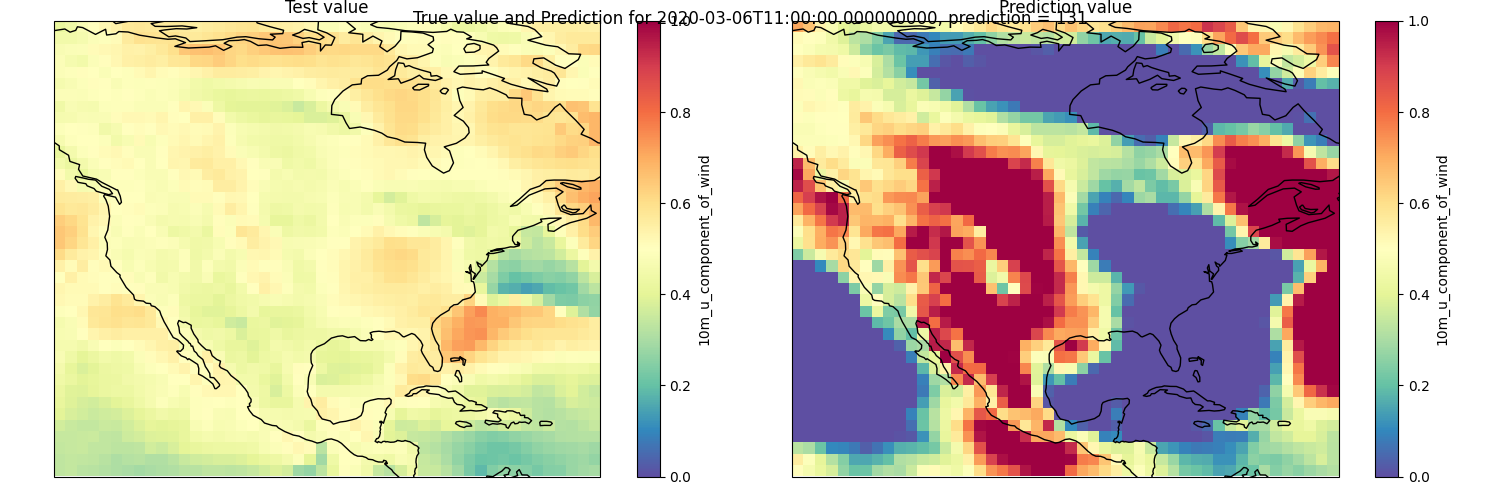 Test value
Prediction value
True value and Prediction for 2020-03-06T11:00:00.000000000, prediction = 131
1.0
0.8
0.6
0.4
0.2
0.0
10m_u_component_of_wind
1.0
0.8
0.6
0.4
0.2
0.0
10m_u_component_of_wind